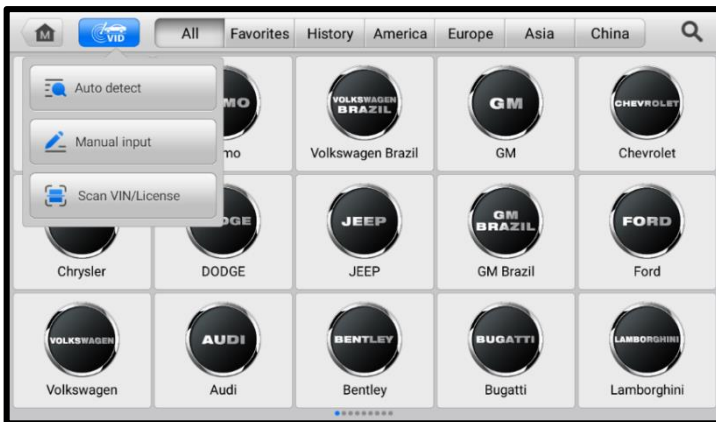 M
VID
All
Favorites
History
America
Europe
Asia
China
Auto detect
Manual input
Scan VIN/License
MO
mo
VOLKSWAGEN
BRAZIL
Volkswagen Brazil
GM
GM
CHEVROLET
Chevrolet
Chrysler
DGE
DODGE
JEEP
JEEP
GM
BRAZIL
GM Brazil
FORD
Ford
VOLKSWAGEN
Volkswagen
AUDI
Audi
BENTLEY
Bentley
BUGATTI
Bugatti
LAMBORGHINI
Lamborghini